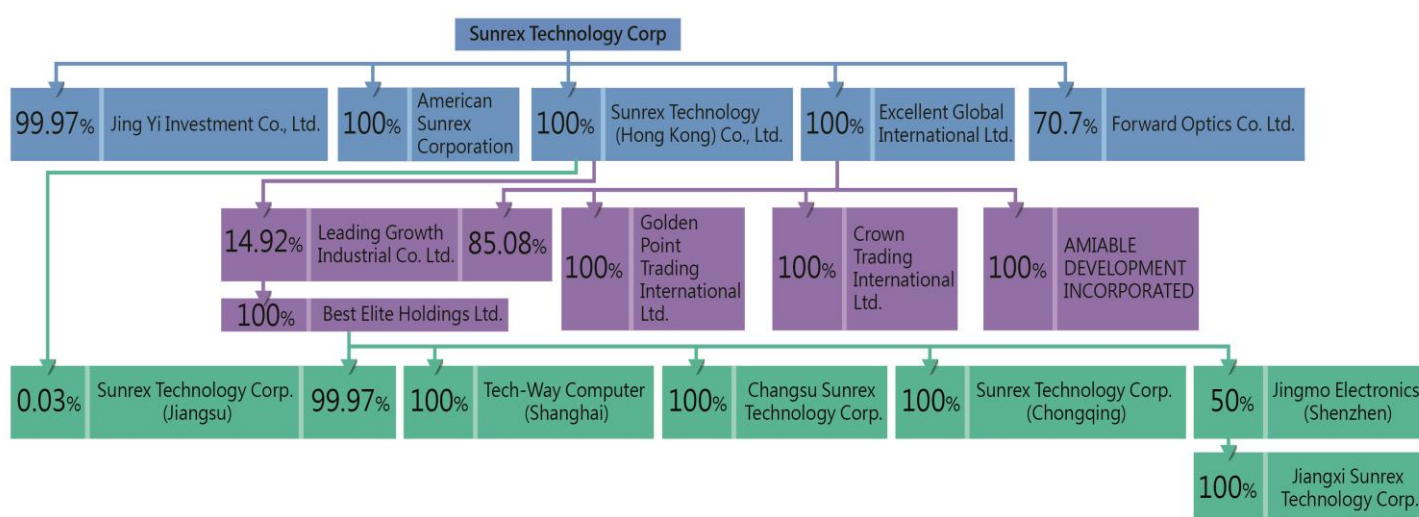 Sunrex Technology Corp
99.97%
Jing Yi Investment Co., Ltd.
100%
American
Sunrex
Corporation
100%
Sunrex Technology
(Hong Kong) Co., Ltd.
100%
Excellent Global
International Ltd.
70.7%
Forward Optics Co. Ltd.
14.92%
Leading Growth
Industrial Co. Ltd.
85.08%
100%
Golden
Point
Trading
International
Ltd.
100%
Crown
Trading
International
Ltd.
100%
AMIABLE
DEVELOPMENT
INCORPORATED
100%
Best Elite Holdings Ltd.
0.03%
Sunrex Technology Corp.
(Jiangsu)
99.97%
100%
Tech-Way Computer
(Shanghai)
100%
Changsu Sunrex
Technology Corp.
100%
Sunrex Technology Corp.
(Chongqing)
50%
Jingmo Electronics
(Shenzhen)
100%
Jiangxi Sunrex
Technology Corp.